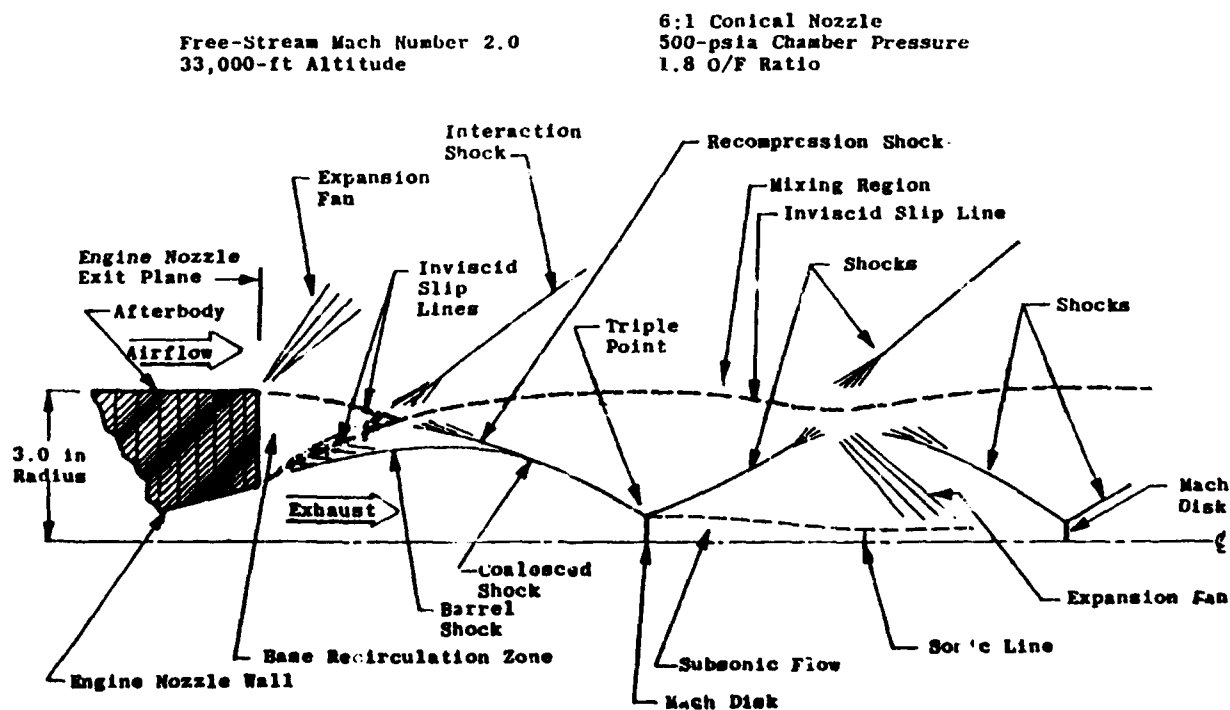 Free-Stream Mach Number 2.0
33,000-ft Altitude
6:1 Conical Nozzle
500-psia Chamber Pressure
1.8 O/F Ratio
Interaction
Shock
Recompression Shock
Expansion
Fan
Mixing Region
Inviscid Slip Line
Engine Nozzle
Exit Plane
Inviscid
Slip
Lines
Shocks
Afterbody
Shocks
Triple
Point
Airflow
3.0 in
Radius
Exhaust
Mach
Disk
Coalesced
Shock
Expansion Fan
Barrel
Shock
Sonic Line
Base Recirculation Zone
Subsonic Flow
Engine Nozzle Wall
Mach Disk